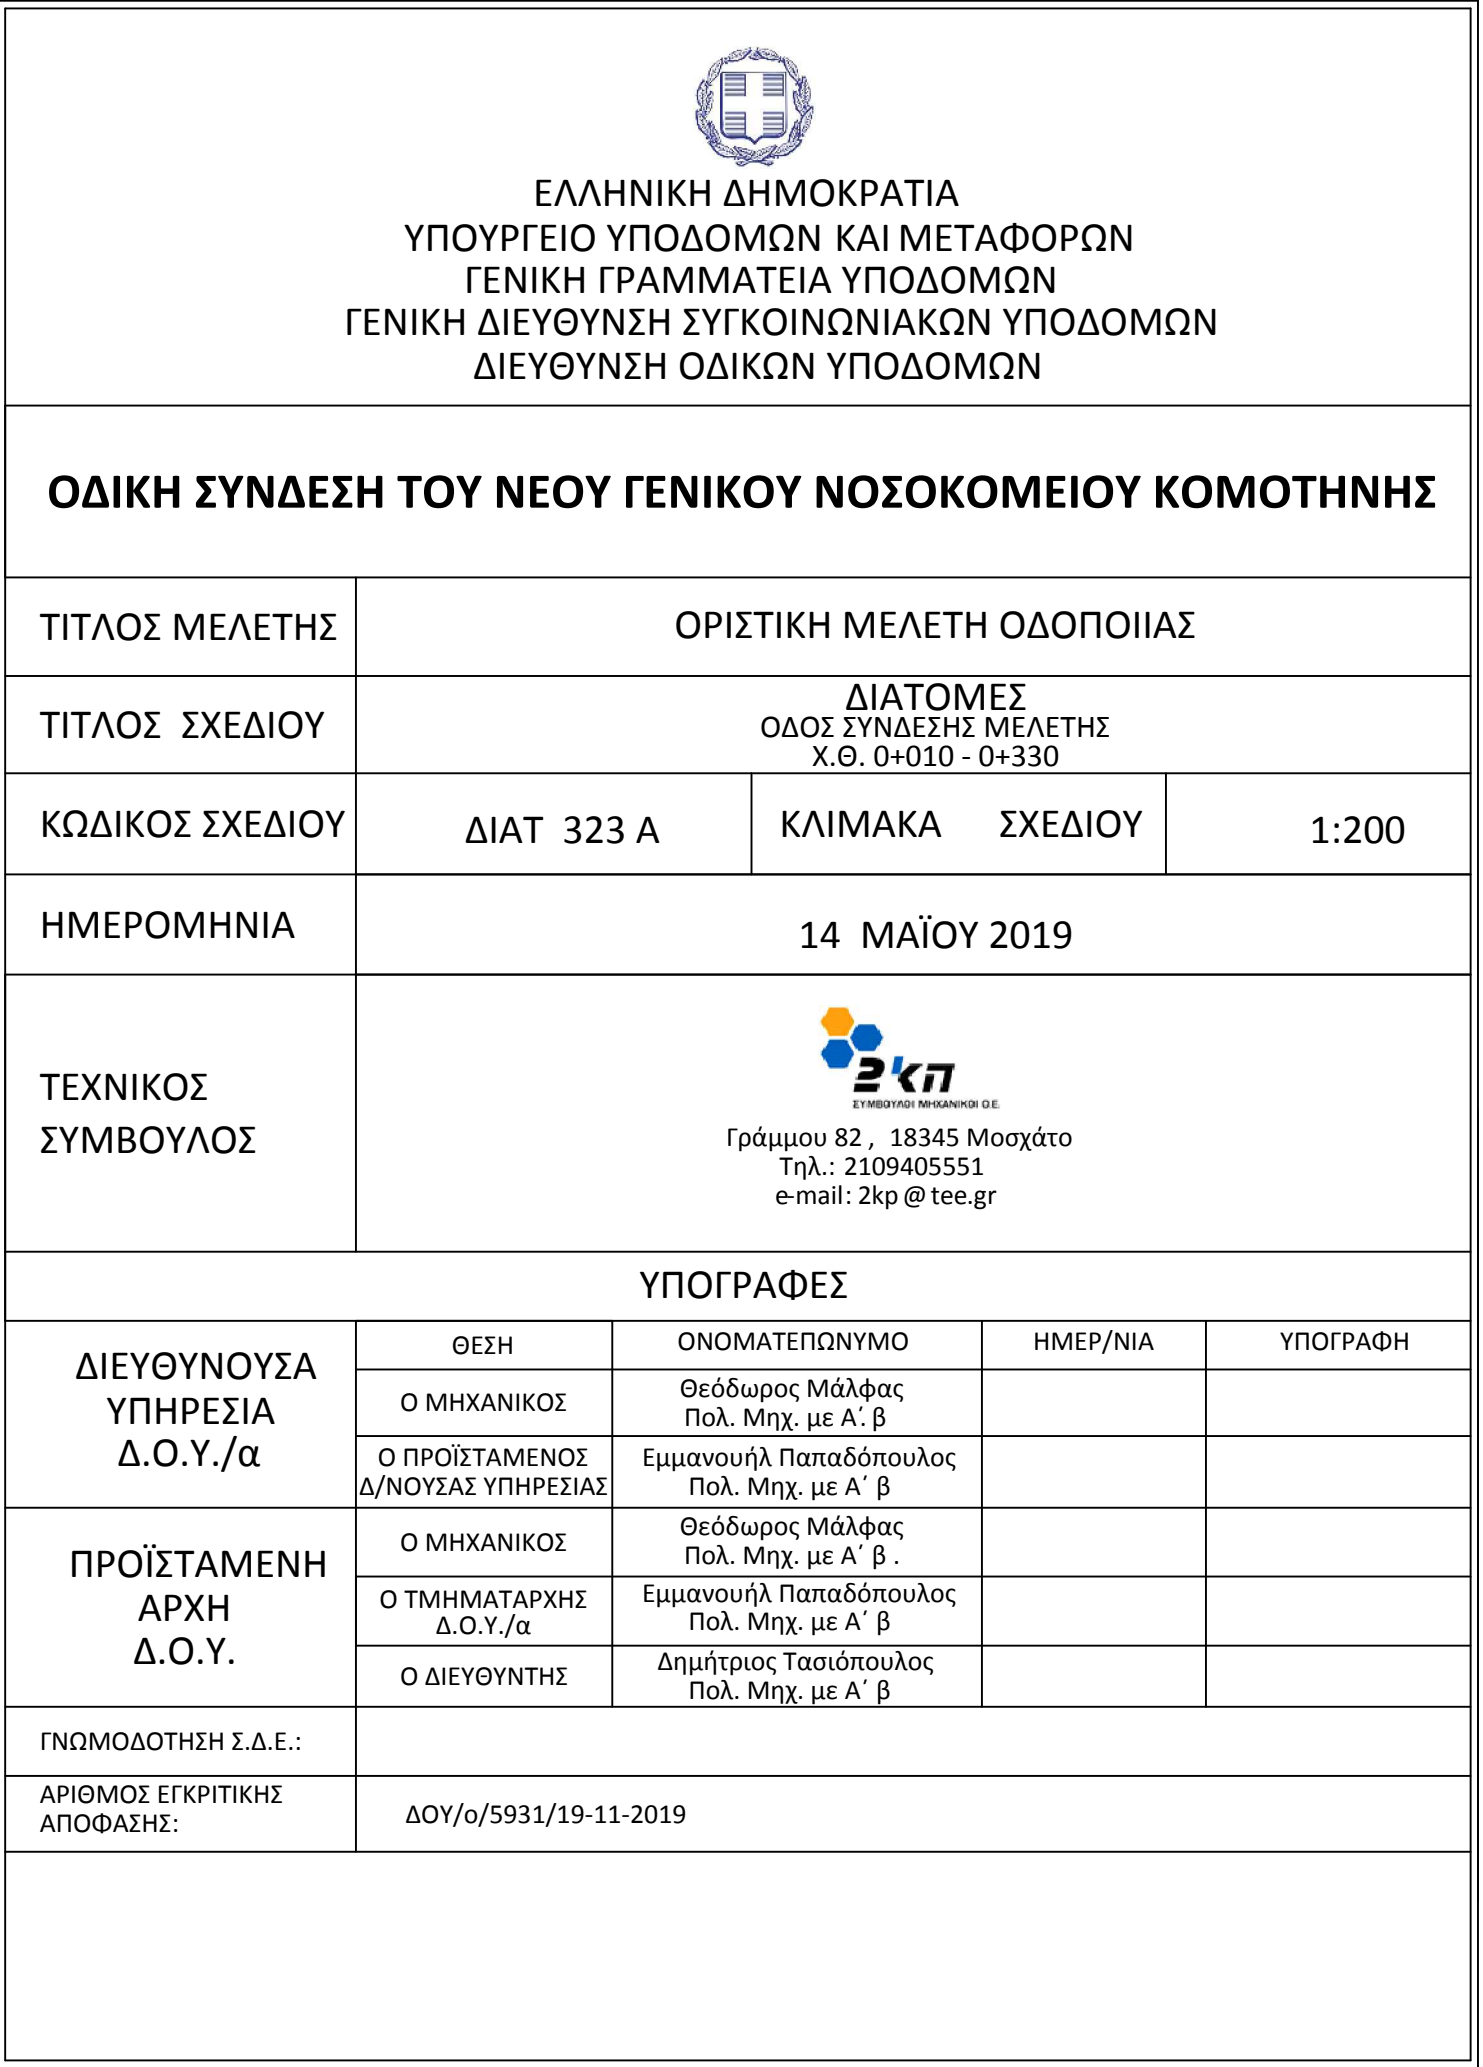 ΕΛΛΗΝΙΚΗ ΔΗΜΟΚΡΑΤΙΑ
ΥΠΟΥΡΓΕΙΟ ΥΠΟΔΟΜΩΝ ΚΑΙ ΜΕΤΑΦΟΡΩΝ
ΓΕΝΙΚΗ ΓΡΑΜΜΑΤΕΙΑ ΥΠΟΔΟΜΩΝ
ΓΕΝΙΚΗ ΔΙΕΥΘΥΝΣΗ ΣΥΓΚΟΙΝΩΝΙΑΚΩΝ ΥΠΟΔΟΜΩΝ
ΔΙΕΥΘΥΝΣΗ ΟΔΙΚΩΝ ΥΠΟΔΟΜΩΝ
ΟΔΙΚΗ ΣΥΝΔΕΣΗ ΤΟΥ ΝΕΟΥ ΓΕΝΙΚΟΥ ΝΟΣΟΚΟΜΕΙΟΥ ΚΟΜΟΤΗΝΗΣ
ΤΙΤΛΟΣ ΜΕΛΕΤΗΣ
ΟΡΙΣΤΙΚΗ ΜΕΛΕΤΗ ΟΔΟΠΟΙΙΑΣ
ΤΙΤΛΟΣ ΣΧΕΔΙΟΥ
ΔΙΑΤΟΜΕΣ
ΟΔΟΣ ΣΥΝΔΕΣΗΣ ΜΕΛΕΤΗΣ
Χ.Θ. 0+010 - 0+330
ΚΩΔΙΚΟΣ ΣΧΕΔΙΟΥ
ΔΙΑΤ 323 Α
ΚΛΙΜΑΚΑ ΣΧΕΔΙΟΥ
1:200
ΗΜΕΡΟΜΗΝΙΑ
14 ΜΑΪΟΥ 2019
ΤΕΧΝΙΚΟΣ
ΣΥΜΒΟΥΛΟΣ
2κπ
ΣΥΜΒΟΥΛΟΙ ΜΗΧΑΝΙΚΟΙ Ο.Ε.
Γράμμου 82 , 18345 Μοσχάτο
Τηλ.: 2109405551
e-mail: 2kp @ tee.gr
ΥΠΟΓΡΑΦΕΣ
ΔΙΕΥΘΥΝΟΥΣΑ
ΥΠΗΡΕΣΙΑ
Δ.Ο.Υ./α
ΘΕΣΗ
ΟΝΟΜΑΤΕΠΩΝΥΜΟ
ΗΜΕΡ/ΝΙΑ
ΥΠΟΓΡΑΦΗ
Ο ΜΗΧΑΝΙΚΟΣ
Θεόδωρος Μάλφας
Πολ. Μηχ. με Α΄. β
Ο ΠΡΟΪΣΤΑΜΕΝΟΣ
Δ/ΝΟΥΣΑΣ ΥΠΗΡΕΣΙΑΣ
Εμμανουήλ Παπαδόπουλος
Πολ. Μηχ. με Α΄ β
ΠΡΟΪΣΤΑΜΕΝΗ
ΑΡΧΗ
Δ.Ο.Υ.
Ο ΜΗΧΑΝΙΚΟΣ
Θεόδωρος Μάλφας
Πολ. Μηχ. με Α΄ β .
Ο ΤΜΗΜΑΤΑΡΧΗΣ
Δ.Ο.Υ./α
Εμμανουήλ Παπαδόπουλος
Πολ. Μηχ. με Α΄ β
Ο ΔΙΕΥΘΥΝΤΗΣ
Δημήτριος Τασιόπουλος
Πολ. Μηχ. με Α΄ β
ΓΝΩΜΟΔΟΤΗΣΗ Σ.Δ.Ε.:
ΑΡΙΘΜΟΣ ΕΓΚΡΙΤΙΚΗΣ
ΑΠΟΦΑΣΗΣ:
ΔΟΥ/ο/5931/19-11-2019